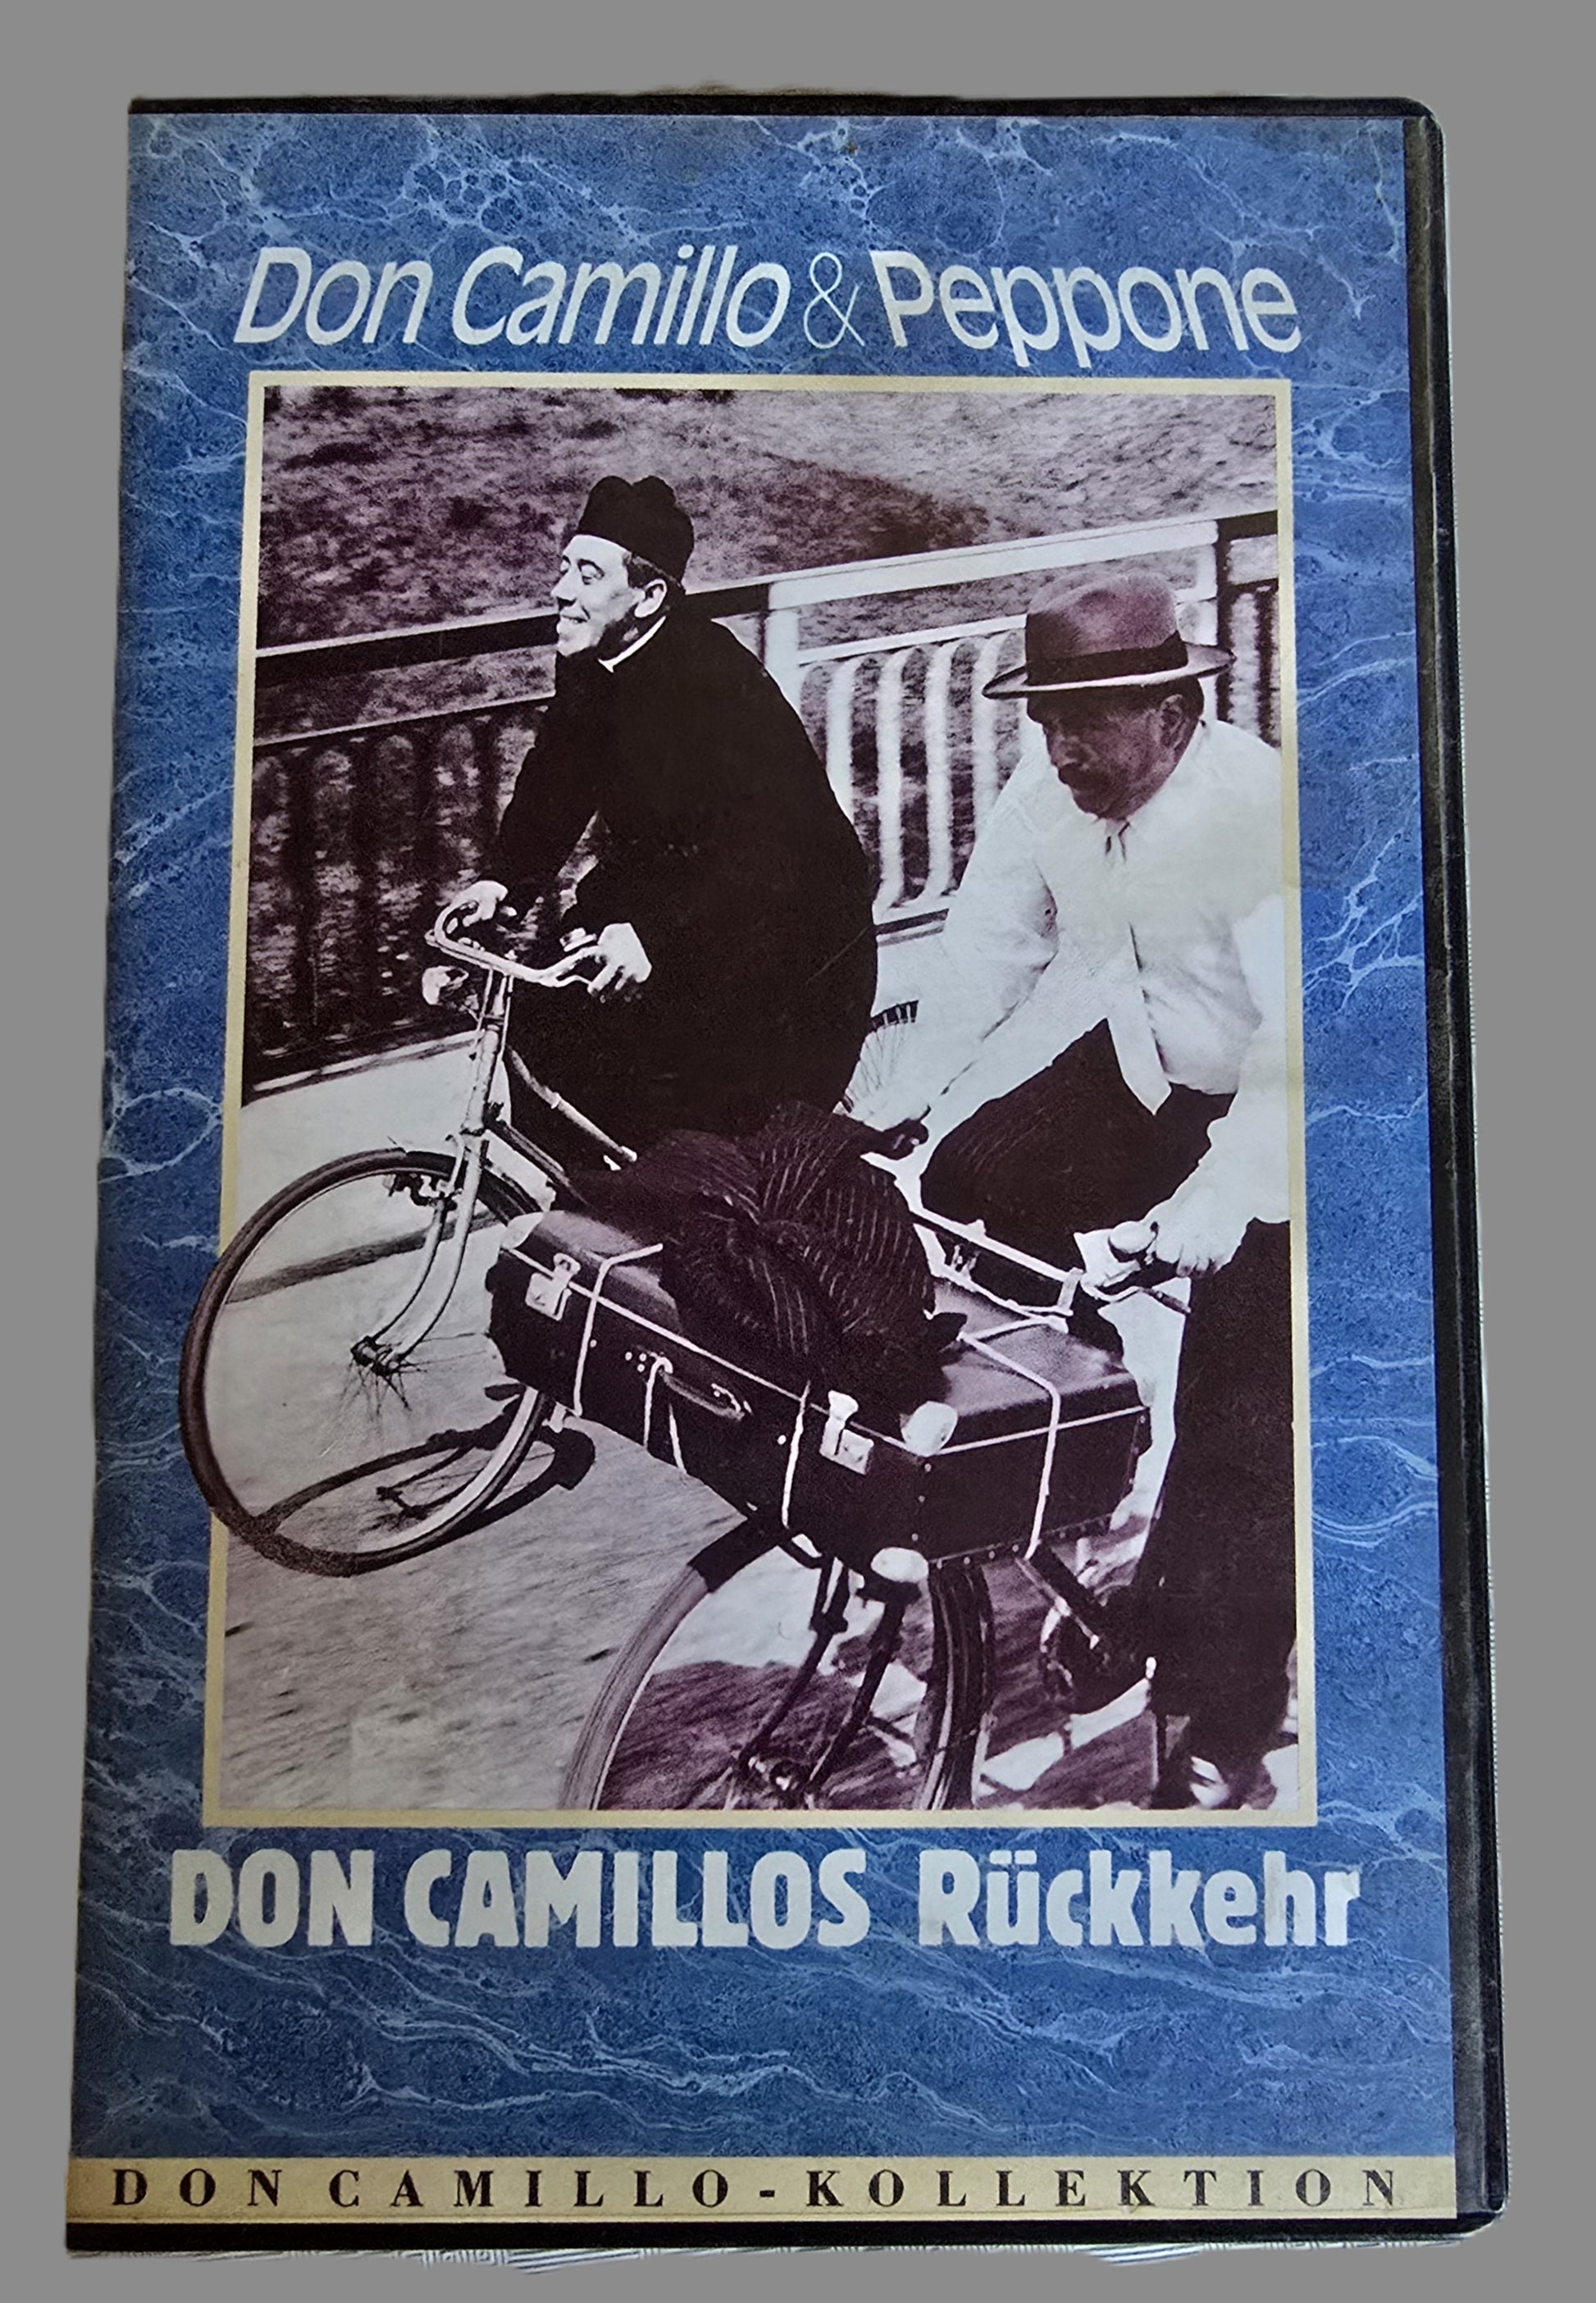 Don Camillo & Peppone
DON CAMILLOS Rückkehr
DON CAMILLO-KOLLEKTION